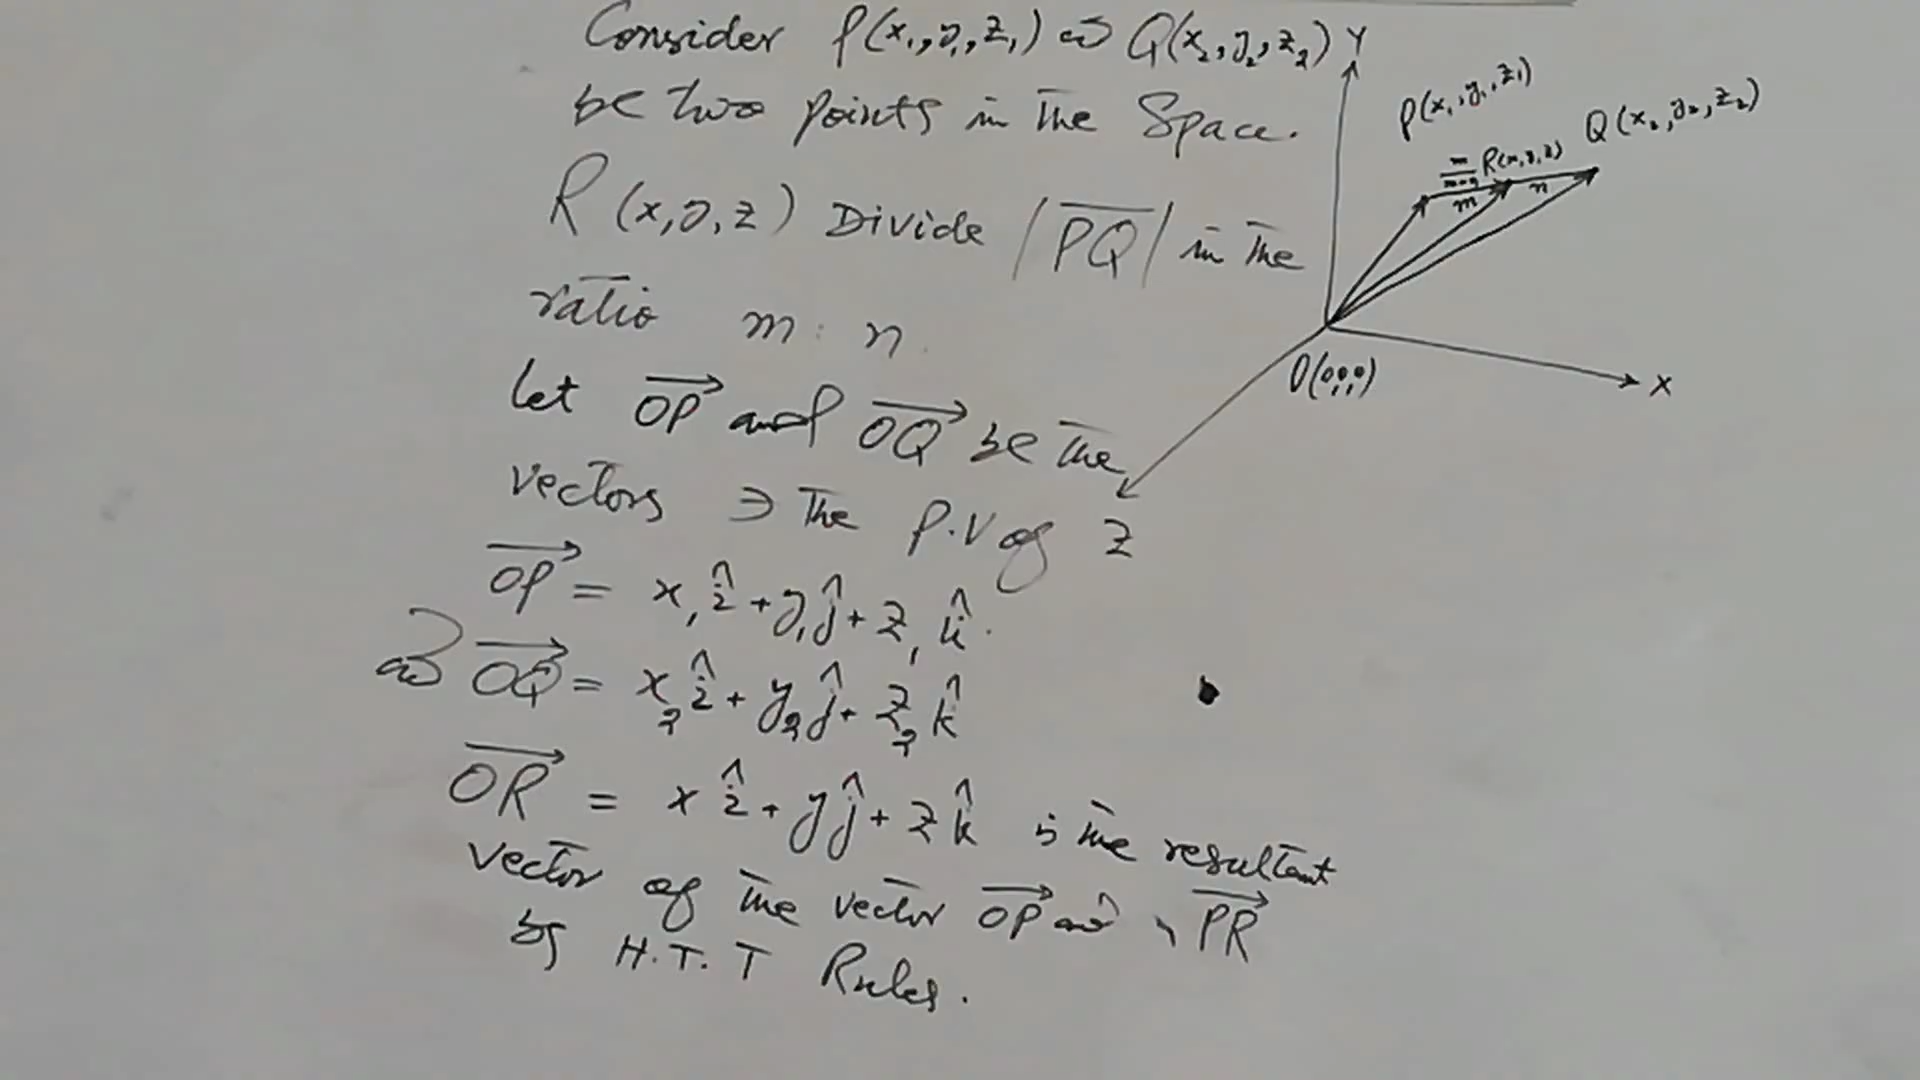 Consider P(x₁,y₁,z₁) and Q(x₂,y₂,z₂)
be two points in the Space.
R (x,y,z) Divide |PQ| in the
ratio m : n.
let OP and OQ be the
vectors ∋ the P.V of
OP = x₁î + y₁ĵ + z₁k̂.
and OQ = x₂î + y₂ĵ + z₂k̂
OR = xî + yĵ + zk̂ is the resultant
vector of the vector OP and PR
by H.T.T Rules.
Y
P(x₁,y₁,z₁)
Q(x₂,y₂,z₂)
m/m+n R(x,y,z)
m
n
O(0,0,0)
X
Z